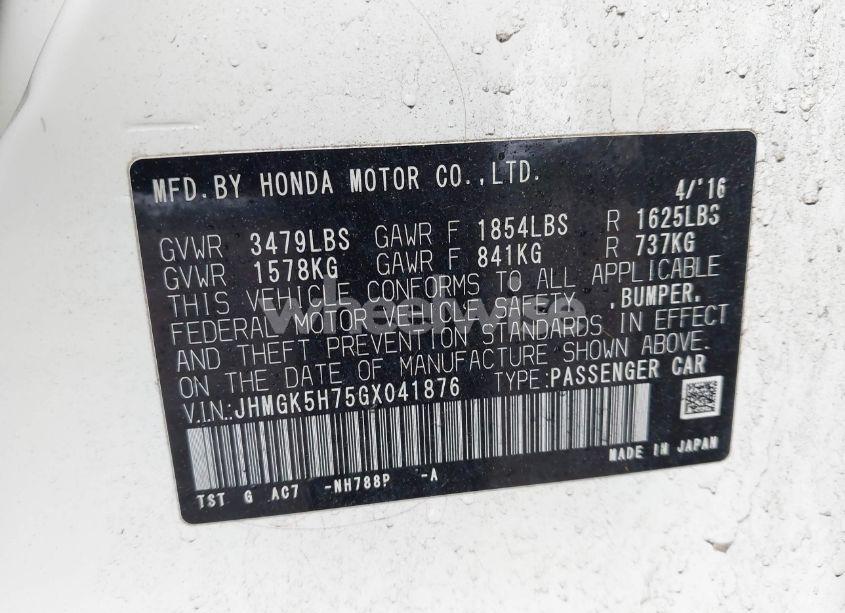 MFD.BY HONDA MOTOR CO.,LTD. 4/'16
GVWR 3479LBS GAWR F 1854LBS R 1625LBS
GVWR 1578KG GAWR F 841KG R 737KG
THIS VEHICLE CONFORMS TO ALL APPLICABLE
FEDERAL MOTOR VEHICLE SAFETY ,BUMPER,
AND THEFT PREVENTION STANDARDS IN EFFECT
ON THE DATE OF MANUFACTURE SHOWN ABOVE.
V.I.N.:JHMGK5H75GX041876 TYPE:PASSENGER CAR
MADE IN JAPAN
TST G AC7 -NH788P -A
wheelwise